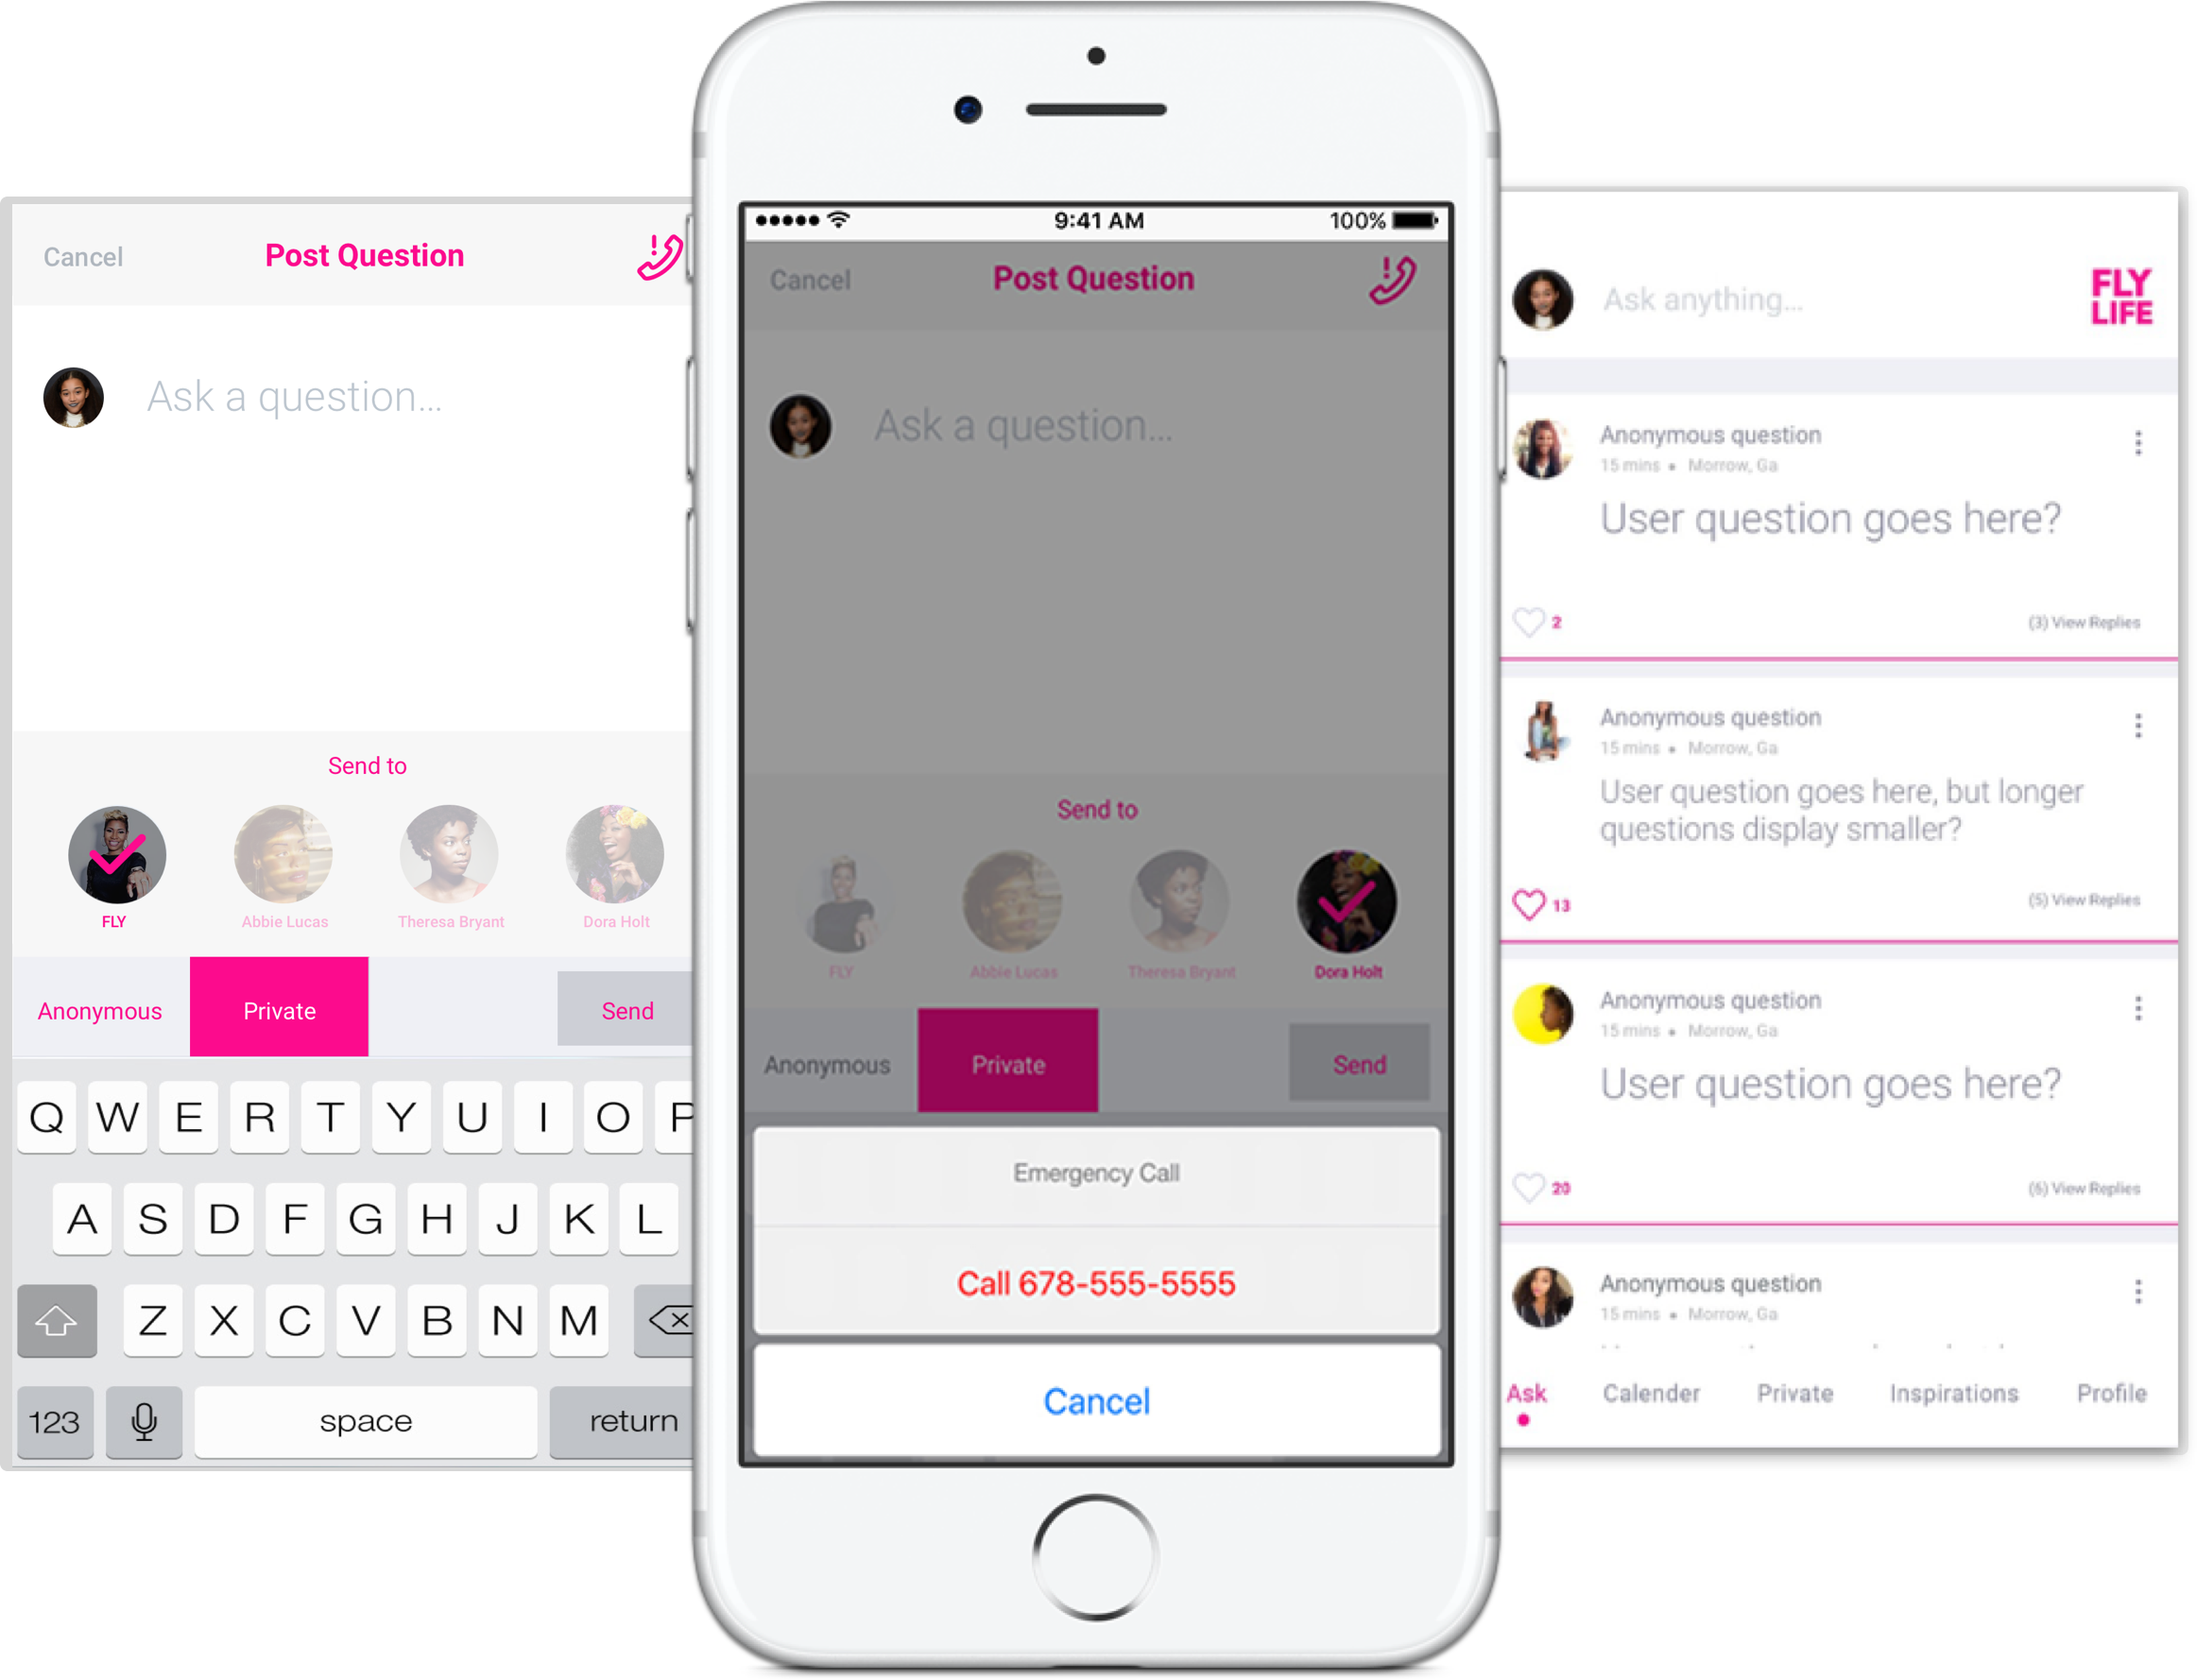 Cancel
Post Question
Ask a question...
Send to
FLY
Abbie Lucas
Theresa Bryant
Dora Holt
Anonymous
Private
Send
Q W E R T Y U I O P
A S D F G H J K L
Z X C V B N M
123
space
return
9:41 AM
100%
Cancel
Post Question
Ask a question...
Send to
FLY
Abbie Lucas
Theresa Bryant
Dora Holt
Anonymous
Private
Send
Emergency Call
Call 678-555-5555
Cancel
Ask anything...
FLY
LIFE
Anonymous question
15 mins • Morrow, Ga
User question goes here?
2
(3) View Replies
Anonymous question
15 mins • Morrow, Ga
User question goes here, but longer
questions display smaller?
13
(5) View Replies
Anonymous question
15 mins • Morrow, Ga
User question goes here?
20
(6) View Replies
Anonymous question
15 mins • Morrow, Ga
Ask
Calender
Private
Inspirations
Profile